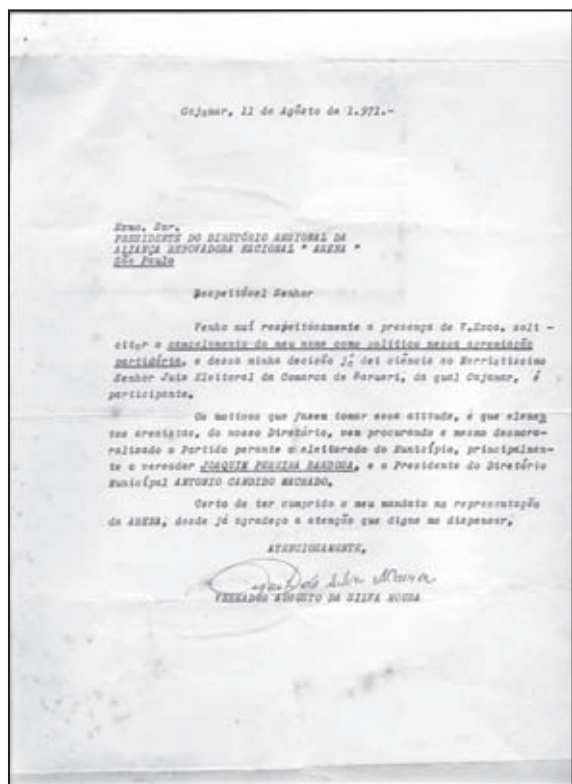 Cajamar, 11 de Agôsto de 1.971.-
Exmo. Snr.
PRESIDENTE DO DIRETÓRIO REGIONAL DA
ALIANÇA RENOVADORA NACIONAL " ARENA "
São Paulo
Respeitável Senhor
Venho mui respeitosamente a presença de V.Exca. soli -
citar o cancelamento do meu nome como político nessa agremiação
partidária, e dessa minha decisão já dei ciência ao Merritíssimo
Senhor Juiz Eleitoral da Comarca de Barueri, da qual Cajamar, é
participante.
Os motivos que fazem tomar essa atitude, é que elemen
tos arenistas, do nosso Diretório, vem procurando e mesmo desmora-
ralizado o Partido perante o eleitorado do Município, principalmen-
te o vereador JOAQUIM PEREIRA BARBOSA, e o Presidente do Diretório
Municipal ANTONIO CANDIDO MACHADO.
Certo de ter cumprido o meu mandato na representação
da ARENA, desde já agradeço a atenção que digne me dispensar.
ATENCIOSAMENTE,
da Silva Moura
VEREADOR AUGUSTO DA SILVA MOURA